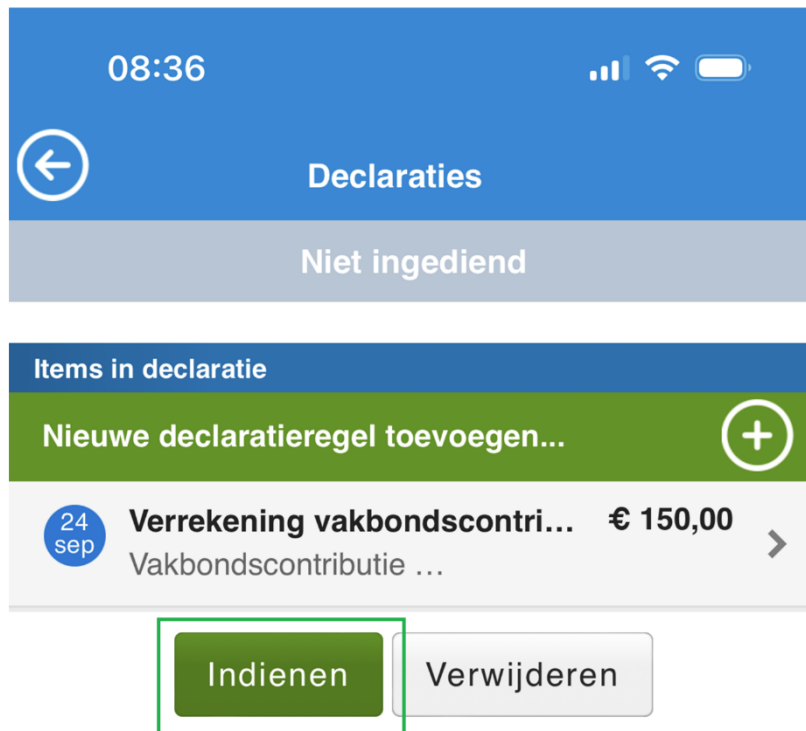 08:36
Declaraties
Niet ingediend
Items in declaratie
Nieuwe declaratieregel toevoegen...
24 sep
Verrekening vakbondscontri... € 150,00
Vakbondscontributie ...
Indienen Verwijderen